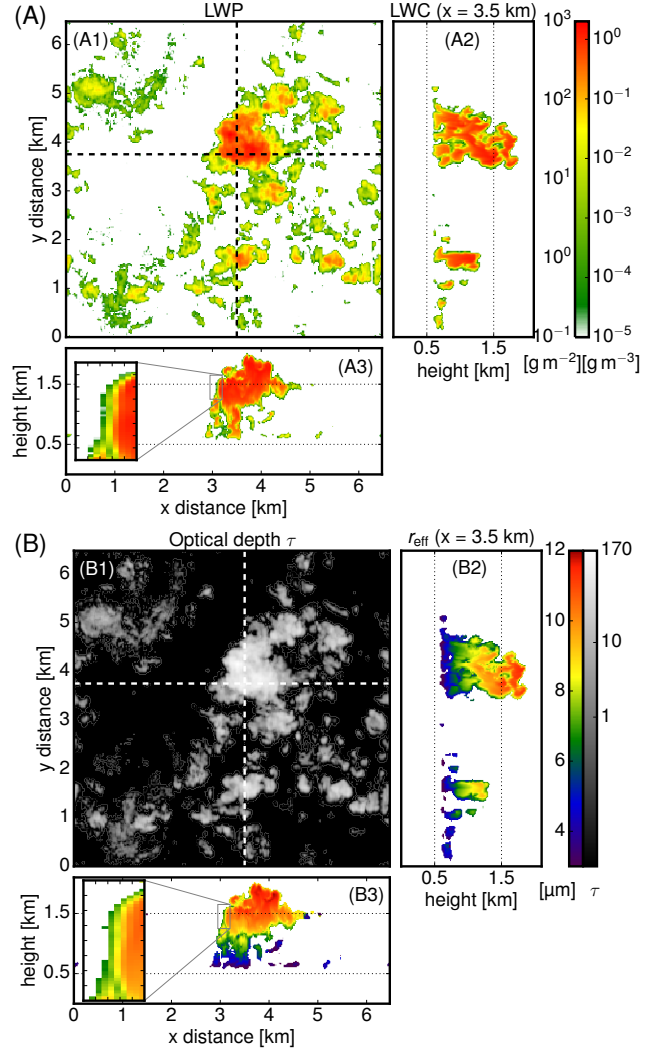 (A) LWP LWC (x = 3.5 km)
(A1)
(A2)
y distance [km]
6
5
4
3
2
1
0
10³
10²
10¹
10⁰
10⁻¹
10⁰
10⁻¹
10⁻²
10⁻³
10⁻⁴
10⁻⁵
0.5 1.5
height [km]
[g m⁻²][g m⁻³]
(A3)
height [km]
1.5
0.5
0 1 2 3 4 5 6
x distance [km]
(B) Optical depth τ r_eff (x = 3.5 km)
(B1)
(B2)
y distance [km]
6
5
4
3
2
1
0
12
10
8
6
4
170
10
1
0.5 1.5
height [km]
[µm] τ
(B3)
height [km]
1.5
0.5
0 1 2 3 4 5 6
x distance [km]